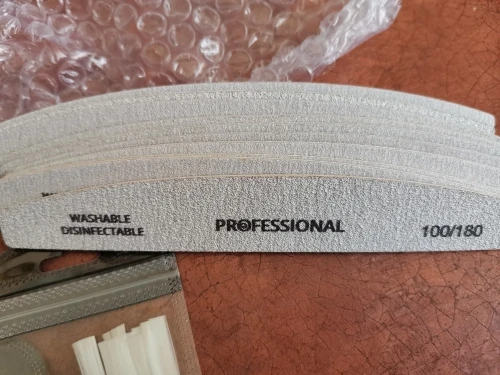 WASHABLE
DISINFECTABLE
PROFESSIONAL
100/180